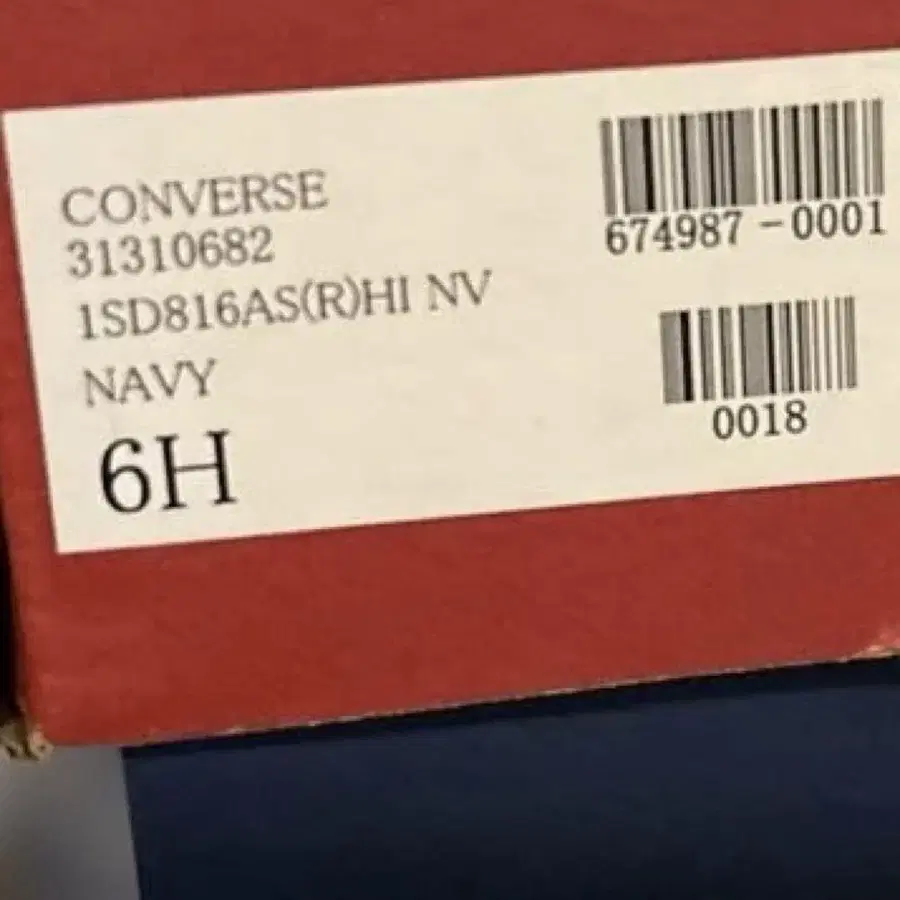 CONVERSE
31310682
1SD816AS(R)HI NV
NAVY
6H
674987 -0001
0018